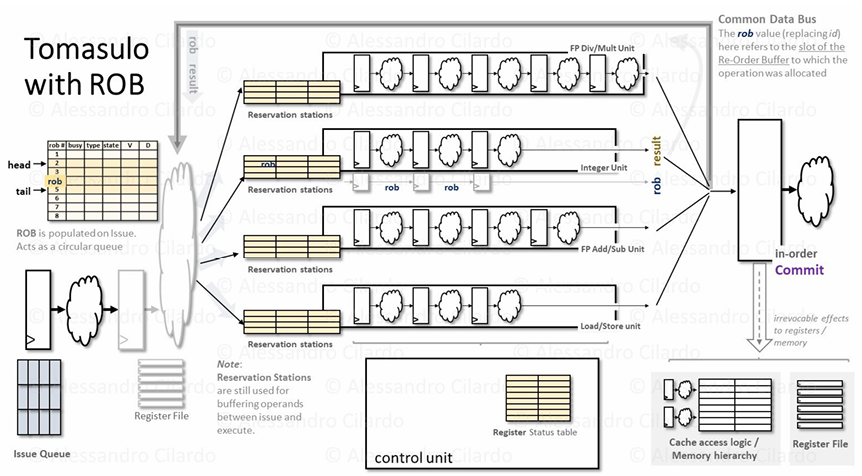 Tomasulo
with ROB
Common Data Bus
The rob value (replacing id)
here refers to the slot of the
Re-Order Buffer to which the
operation was allocated
rob result
FP Div/Mult Unit
Reservation stations
rob # busy type state V D
1
2
3
rob
5
6
7
8
head
tail
ROB is populated on Issue.
Acts as a circular queue
rob
Integer Unit
Reservation stations
rob rob
rob result
FP Add/Sub Unit
Reservation stations
Load/Store unit
Reservation stations
in-order
Commit
irrevocable effects
to registers /
memory
Issue Queue
Register File
Note:
Reservation Stations
are still used for
buffering operands
between issue and
execute.
Register Status table
control unit
Cache access logic /
Memory hierarchy
Register File
© Alessandro Cilardo